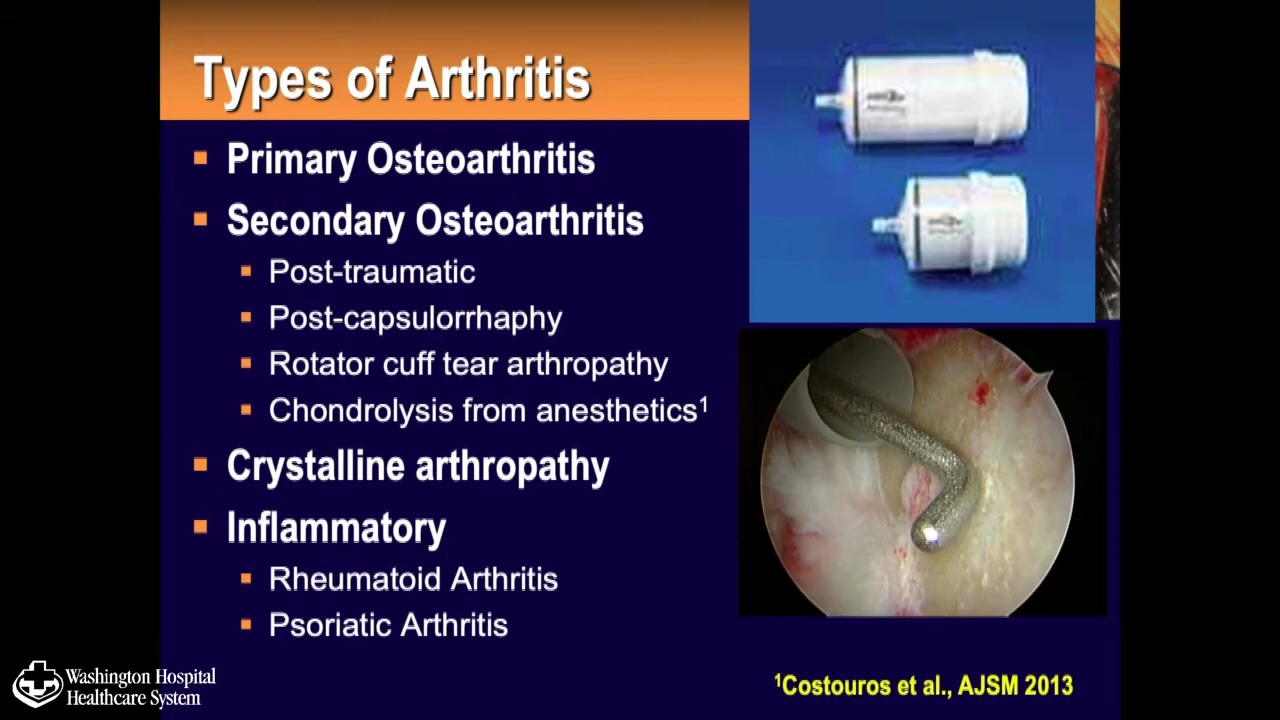 Types of Arthritis
Primary Osteoarthritis
Secondary Osteoarthritis
Post-traumatic
Post-capsulorrhaphy
Rotator cuff tear arthropathy
Chondrolysis from anesthetics¹
Crystalline arthropathy
Inflammatory
Rheumatoid Arthritis
Psoriatic Arthritis
Washington Hospital
Healthcare System
¹Costouros et al., AJSM 2013